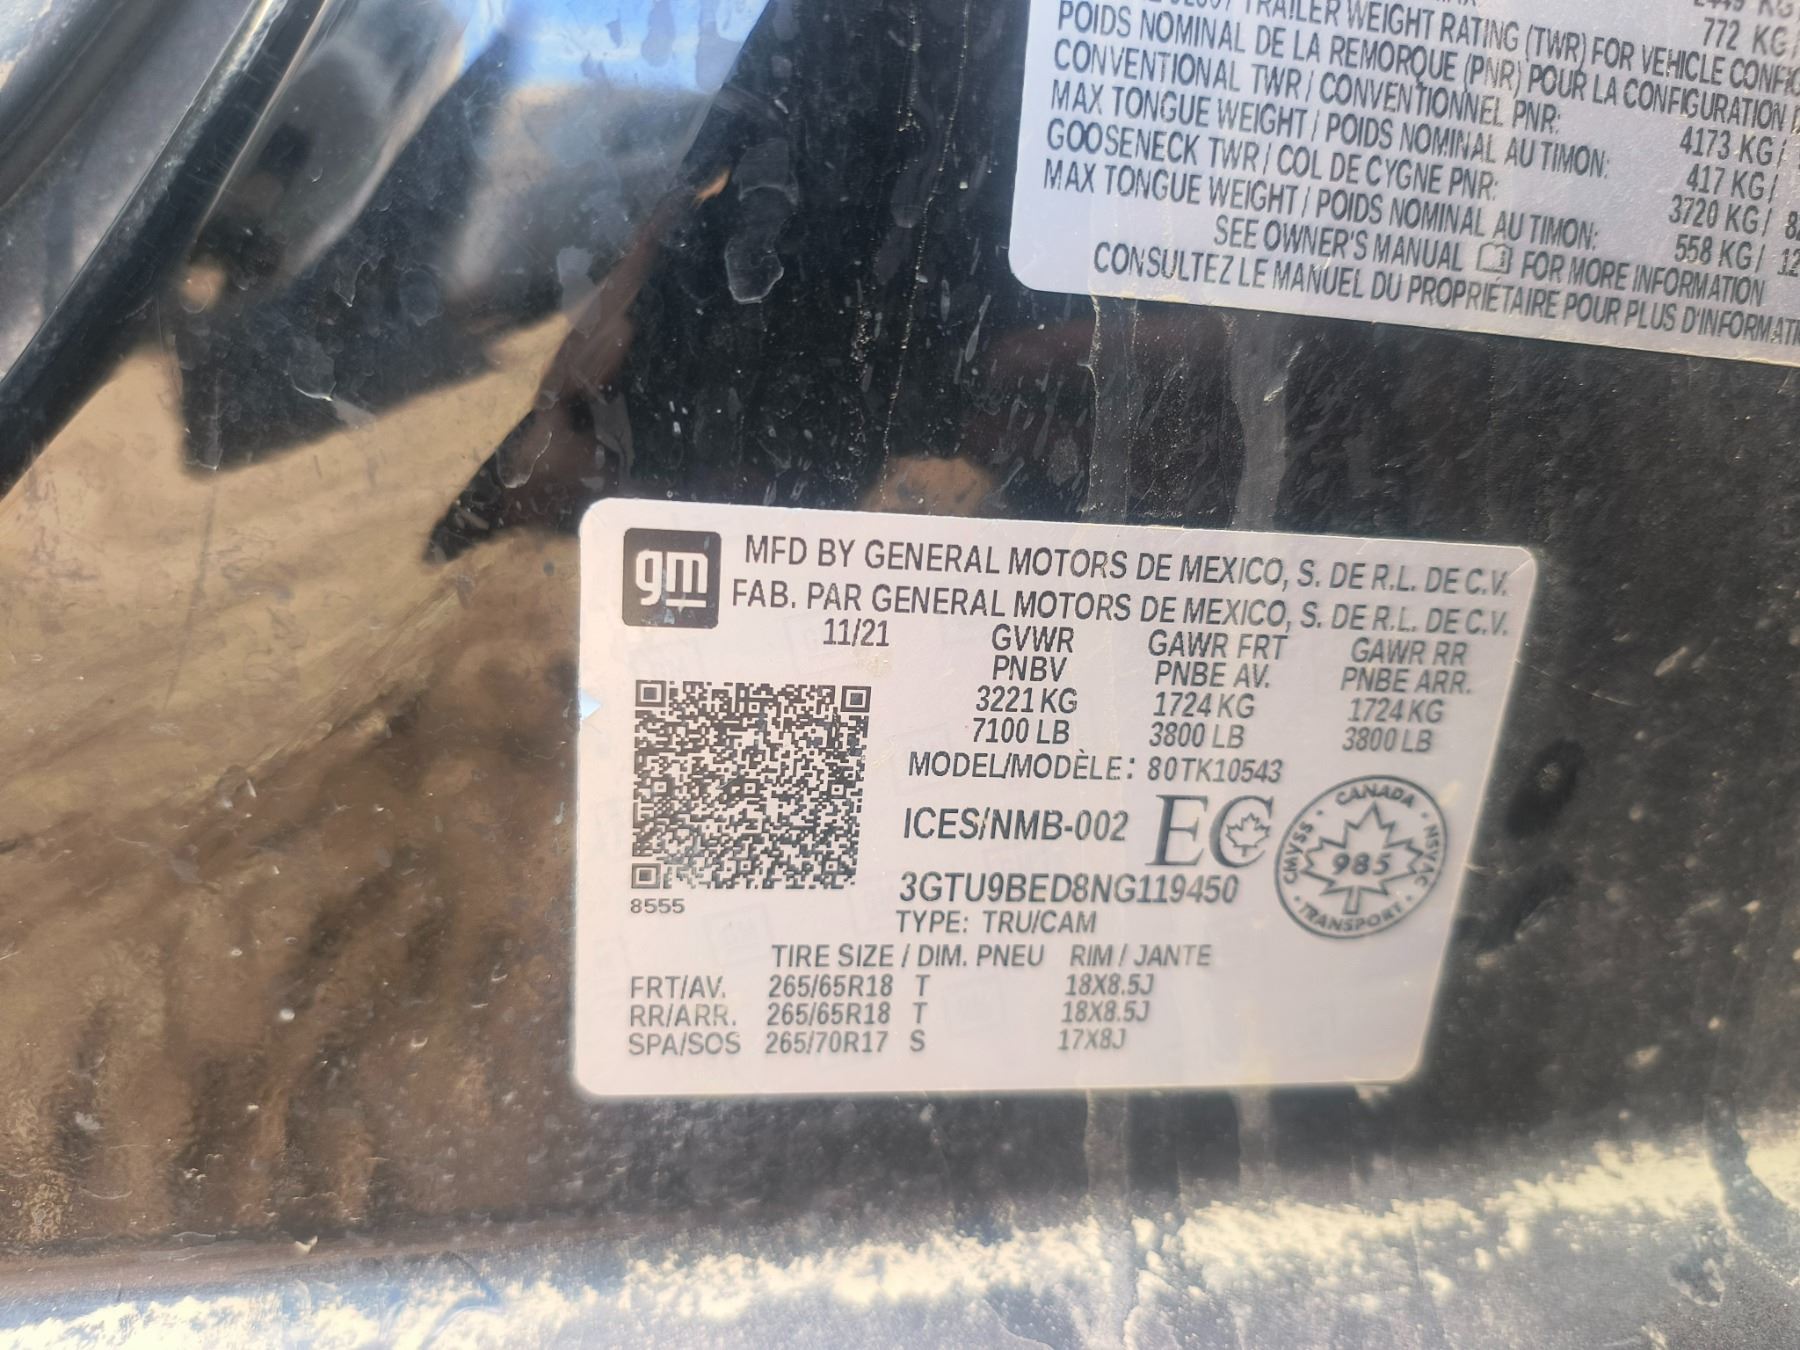 772 KG/
TRAILER WEIGHT RATING (TWR) FOR VEHICLE
POIDS NOMINAL DE LA REMORQUE (PNR) POUR LA CONFIGURATION
CONVENTIONAL TWR / CONVENTIONNEL PNR: 4173 KG/
MAX TONGUE WEIGHT / POIDS NOMINAL AU TIMON: 417 KG/
GOOSENECK TWR / COL DE CYGNE PNR: 3720 KG/
MAX TONGUE WEIGHT / POIDS NOMINAL AU TIMON: 558 KG/
SEE OWNER'S MANUAL FOR MORE INFORMATION
CONSULTEZ LE MANUEL DU PROPRIÉTAIRE POUR PLUS
gm
MFD BY GENERAL MOTORS DE MEXICO, S. DE R.L. DE C.V.
FAB. PAR GENERAL MOTORS DE MEXICO, S. DE R.L. DE C.V.
11/21 GVWR GAWR FRT GAWR RR
PNBV PNBE AV. PNBE ARR.
3221 KG 1724 KG 1724 KG
7100 LB 3800 LB 3800 LB
MODEL/MODÈLE: 80TK10543
ICES/NMB-002 EC
CANADA CMVSS NSVAC 985 TRANSPORT
3GTU9BED8NG119450
8555
TYPE: TRU/CAM
TIRE SIZE / DIM. PNEU RIM / JANTE
FRT/AV. 265/65R18 T 18X8.5J
RR/ARR. 265/65R18 T 18X8.5J
SPA/SOS 265/70R17 S 17X8J